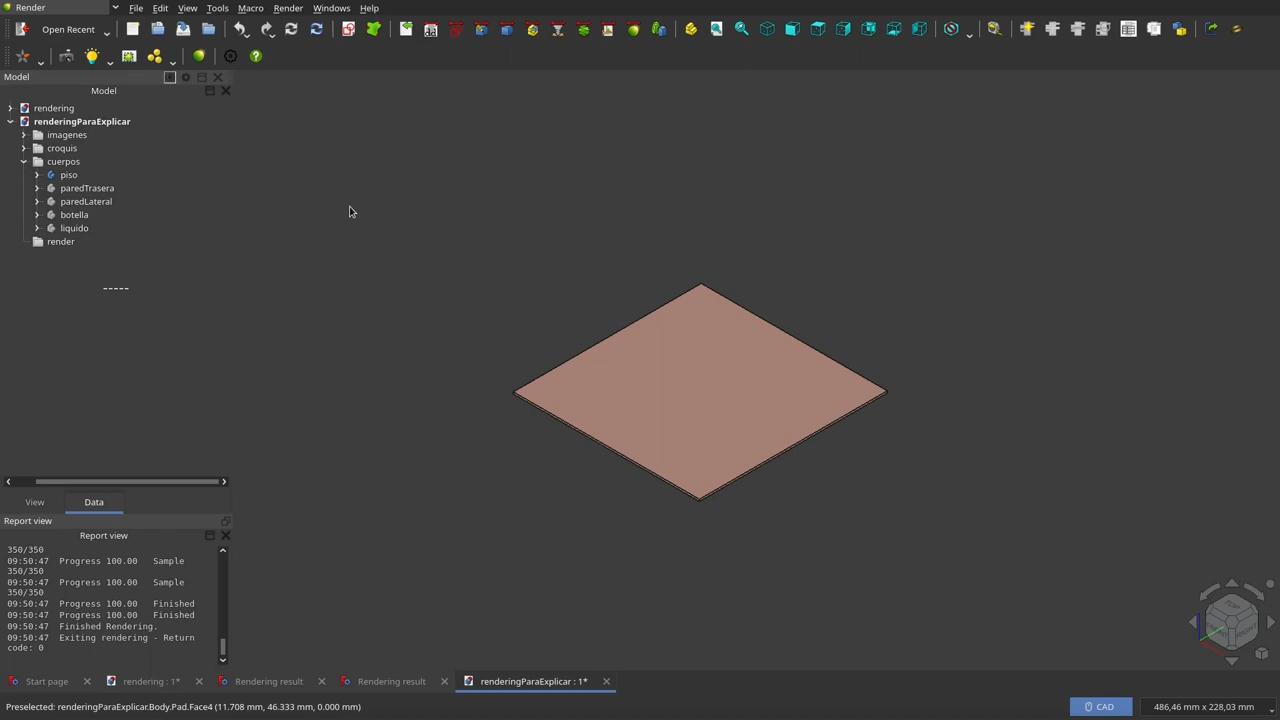 Render
File Edit View Tools Macro Render Windows Help
Open Recent
Model
Model
rendering
renderingParaExplicar
imagenes
croquis
cuerpos
piso
paredTrasera
paredLateral
botella
liquido
render
View Data
Report view
Report view
350/350
09:50:47 Progress 100.00 Sample
350/350
09:50:47 Progress 100.00 Sample
350/350
09:50:47 Progress 100.00 Finished
09:50:47 Progress 100.00 Finished
09:50:47 Finished Rendering.
09:50:47 Exiting rendering - Return
code: 0
TOP
RIGHT
Start page rendering : 1* Rendering result Rendering result renderingParaExplicar : 1*
Preselected: renderingParaExplicar.Body.Pad.Face4 (11.708 mm, 46.333 mm, 0.000 mm) CAD 486,46 mm x 228,03 mm